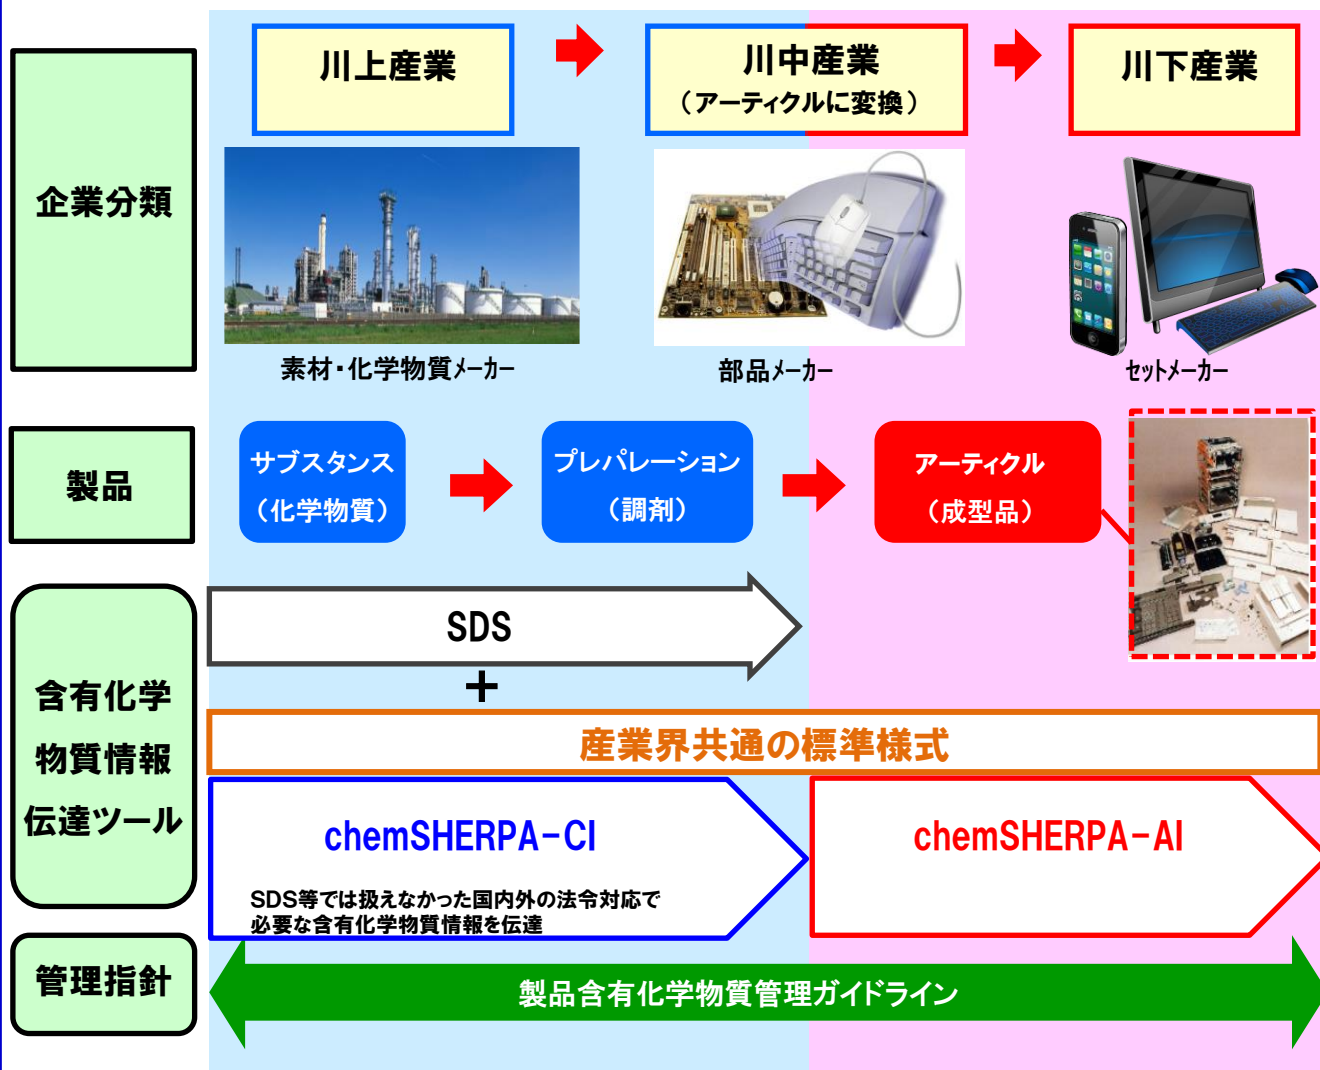 企業分類
川上産業
川中産業
（アーティクルに変換）
川下産業
素材・化学物質メーカー
部品メーカー
セットメーカー
製品
サブスタンス
（化学物質）
プレパレーション
（調剤）
アーティクル
（成型品）
含有化学
物質情報
伝達ツール
SDS
＋
産業界共通の標準様式
chemSHERPA-CI
SDS等では扱えなかった国内外の法令対応で
必要な含有化学物質情報を伝達
chemSHERPA-AI
管理指針
製品含有化学物質管理ガイドライン